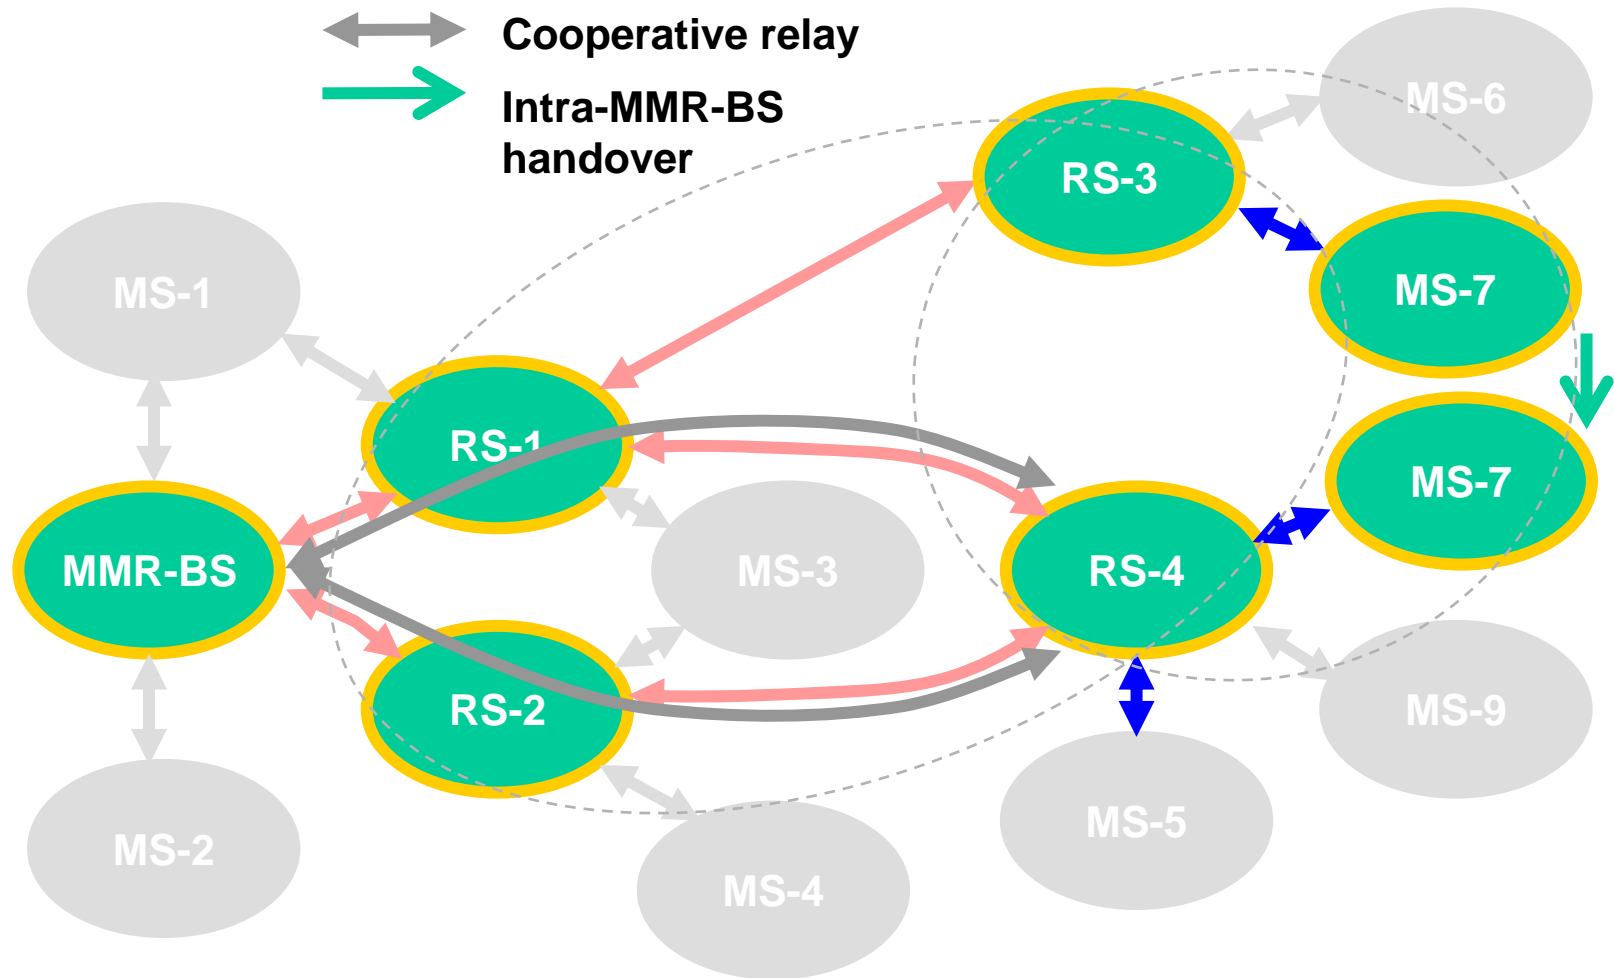 Cooperative relay
Intra-MMR-BS
handover
MS-6
RS-3
MS-1
MS-7
RS-1
MS-7
MMR-BS
MS-3
RS-4
RS-2
MS-9
MS-2
MS-5
MS-4